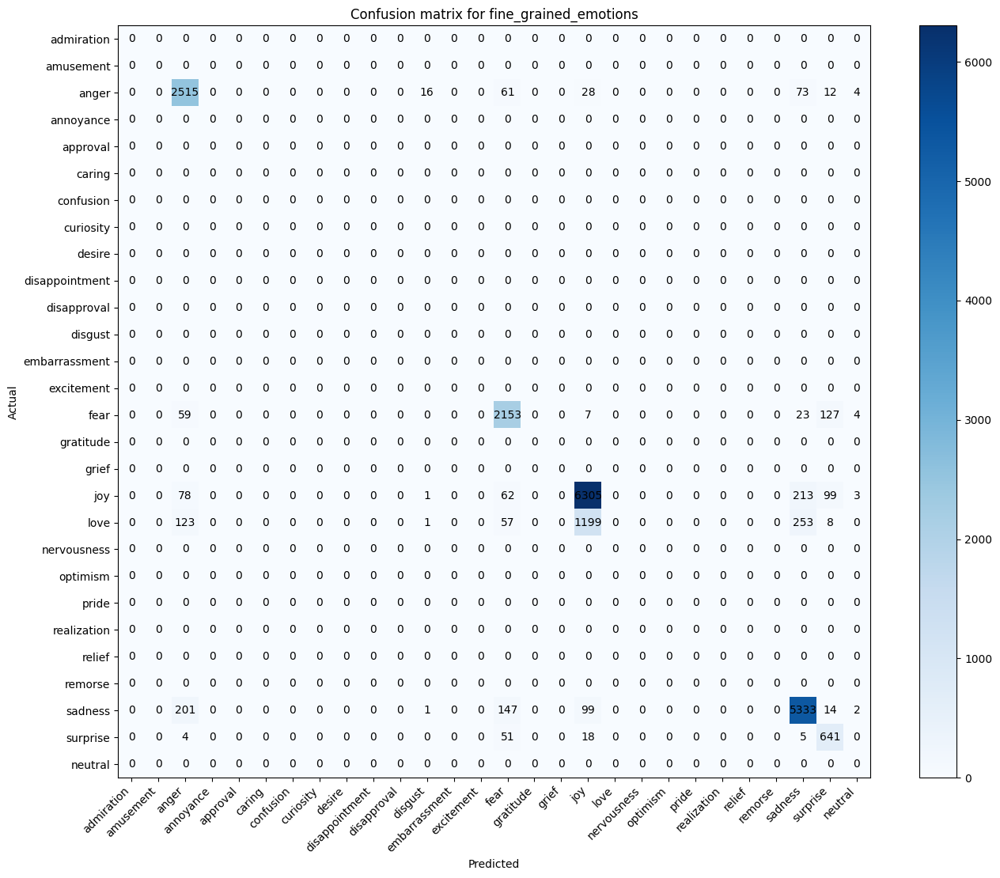 Confusion matrix for fine_grained_emotions
admiration 0 0 0 0 0 0 0 0 0 0 0 0 0 0 0 0 0 0 0 0 0 0 0 0 0 0 0 0
amusement 0 0 0 0 0 0 0 0 0 0 0 0 0 0 0 0 0 0 0 0 0 0 0 0 0 0 0 0
anger 0 0 2515 0 0 0 0 0 0 0 0 16 0 0 61 0 0 28 0 0 0 0 0 0 0 73 12 4
annoyance 0 0 0 0 0 0 0 0 0 0 0 0 0 0 0 0 0 0 0 0 0 0 0 0 0 0 0 0
approval 0 0 0 0 0 0 0 0 0 0 0 0 0 0 0 0 0 0 0 0 0 0 0 0 0 0 0 0
caring 0 0 0 0 0 0 0 0 0 0 0 0 0 0 0 0 0 0 0 0 0 0 0 0 0 0 0 0
confusion 0 0 0 0 0 0 0 0 0 0 0 0 0 0 0 0 0 0 0 0 0 0 0 0 0 0 0 0
curiosity 0 0 0 0 0 0 0 0 0 0 0 0 0 0 0 0 0 0 0 0 0 0 0 0 0 0 0 0
desire 0 0 0 0 0 0 0 0 0 0 0 0 0 0 0 0 0 0 0 0 0 0 0 0 0 0 0 0
disappointment 0 0 0 0 0 0 0 0 0 0 0 0 0 0 0 0 0 0 0 0 0 0 0 0 0 0 0 0
disapproval 0 0 0 0 0 0 0 0 0 0 0 0 0 0 0 0 0 0 0 0 0 0 0 0 0 0 0 0
disgust 0 0 0 0 0 0 0 0 0 0 0 0 0 0 0 0 0 0 0 0 0 0 0 0 0 0 0 0
embarrassment 0 0 0 0 0 0 0 0 0 0 0 0 0 0 0 0 0 0 0 0 0 0 0 0 0 0 0 0
excitement 0 0 0 0 0 0 0 0 0 0 0 0 0 0 0 0 0 0 0 0 0 0 0 0 0 0 0 0
fear 0 0 59 0 0 0 0 0 0 0 0 0 0 0 2153 0 0 7 0 0 0 0 0 0 0 23 127 4
gratitude 0 0 0 0 0 0 0 0 0 0 0 0 0 0 0 0 0 0 0 0 0 0 0 0 0 0 0 0
grief 0 0 0 0 0 0 0 0 0 0 0 0 0 0 0 0 0 0 0 0 0 0 0 0 0 0 0 0
joy 0 0 78 0 0 0 0 0 0 0 0 1 0 0 62 0 0 6305 0 0 0 0 0 0 0 213 99 3
love 0 0 123 0 0 0 0 0 0 0 0 1 0 0 57 0 0 1199 0 0 0 0 0 0 0 253 8 0
nervousness 0 0 0 0 0 0 0 0 0 0 0 0 0 0 0 0 0 0 0 0 0 0 0 0 0 0 0 0
optimism 0 0 0 0 0 0 0 0 0 0 0 0 0 0 0 0 0 0 0 0 0 0 0 0 0 0 0 0
pride 0 0 0 0 0 0 0 0 0 0 0 0 0 0 0 0 0 0 0 0 0 0 0 0 0 0 0 0
realization 0 0 0 0 0 0 0 0 0 0 0 0 0 0 0 0 0 0 0 0 0 0 0 0 0 0 0 0
relief 0 0 0 0 0 0 0 0 0 0 0 0 0 0 0 0 0 0 0 0 0 0 0 0 0 0 0 0
remorse 0 0 0 0 0 0 0 0 0 0 0 0 0 0 0 0 0 0 0 0 0 0 0 0 0 0 0 0
sadness 0 0 201 0 0 0 0 0 0 0 0 1 0 0 147 0 0 99 0 0 0 0 0 0 0 5333 14 2
surprise 0 0 4 0 0 0 0 0 0 0 0 0 0 0 51 0 0 18 0 0 0 0 0 0 0 5 641 0
neutral 0 0 0 0 0 0 0 0 0 0 0 0 0 0 0 0 0 0 0 0 0 0 0 0 0 0 0 0
Actual
admiration
amusement
anger
annoyance
approval
caring
confusion
curiosity
desire
disappointment
disapproval
disgust
embarrassment
excitement
fear
gratitude
grief
joy
love
nervousness
optimism
pride
realization
relief
remorse
sadness
surprise
neutral
Predicted
6000
5000
4000
3000
2000
1000
0